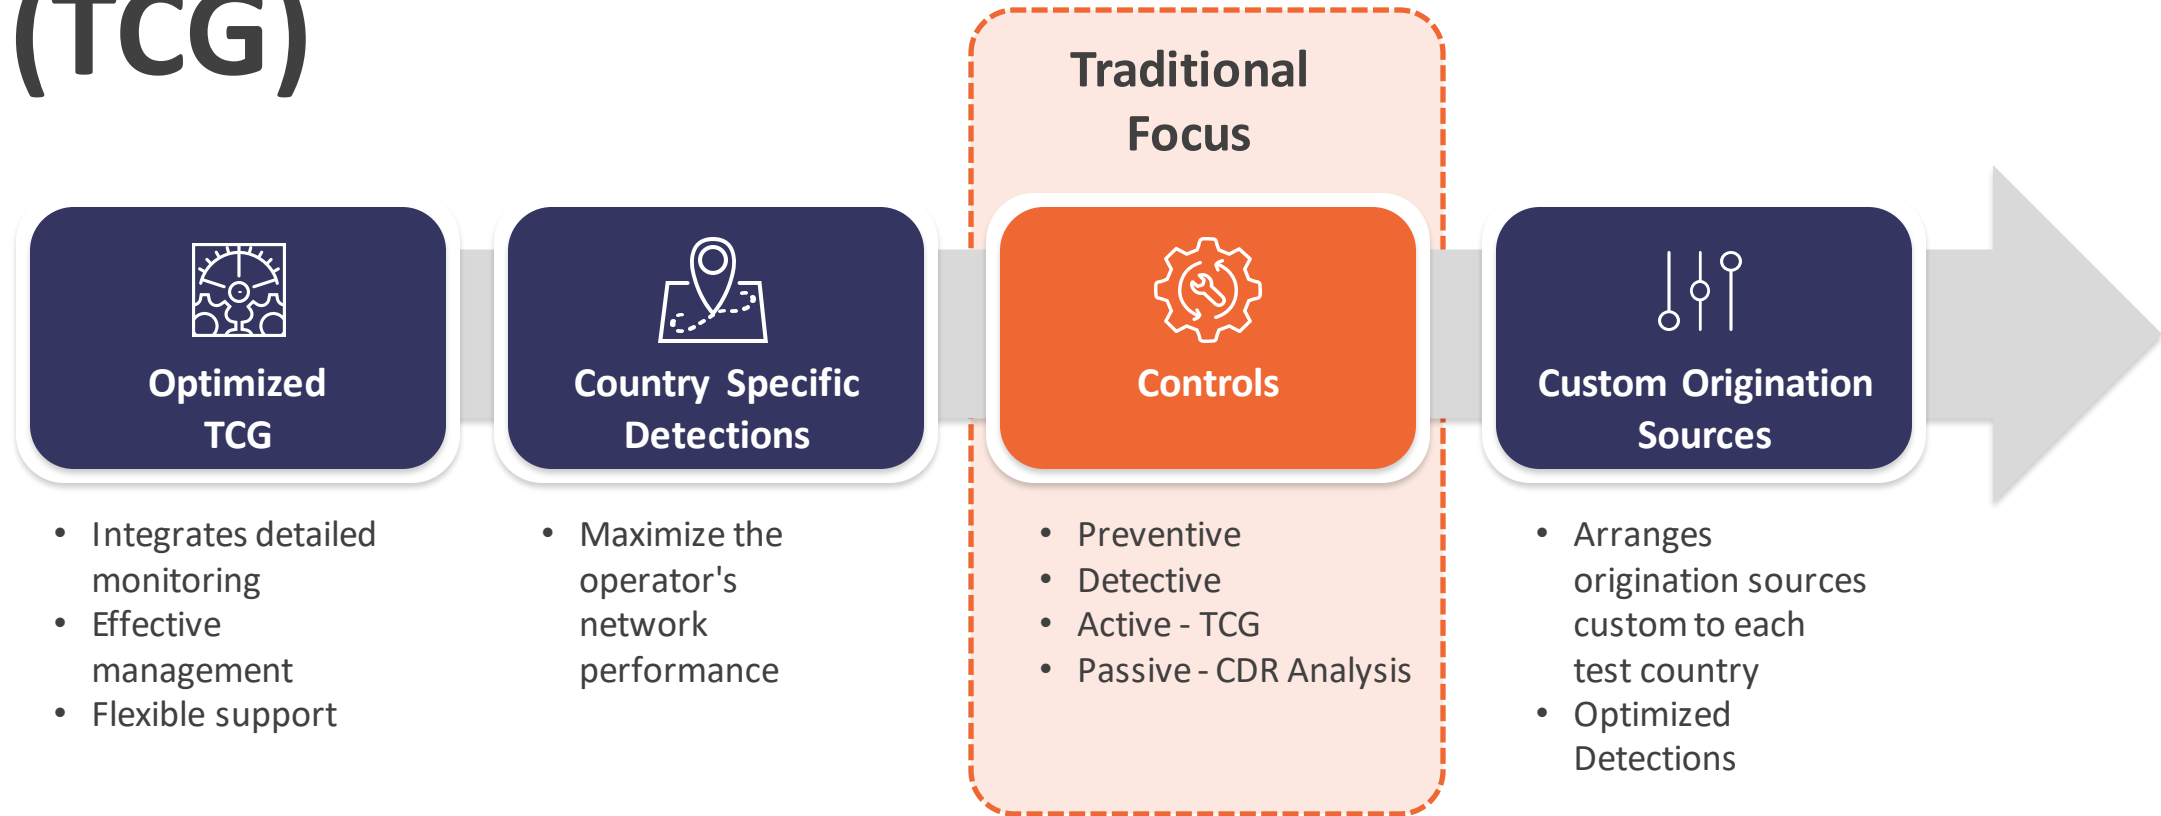 (TCG)
Traditional
Focus
Optimized
TCG
• Integrates detailed
monitoring
• Effective
management
• Flexible support
Country Specific
Detections
• Maximize the
operator's
network
performance
Controls
• Preventive
• Detective
• Active - TCG
• Passive - CDR Analysis
Custom Origination
Sources
• Arranges
origination sources
custom to each
test country
• Optimized
Detections